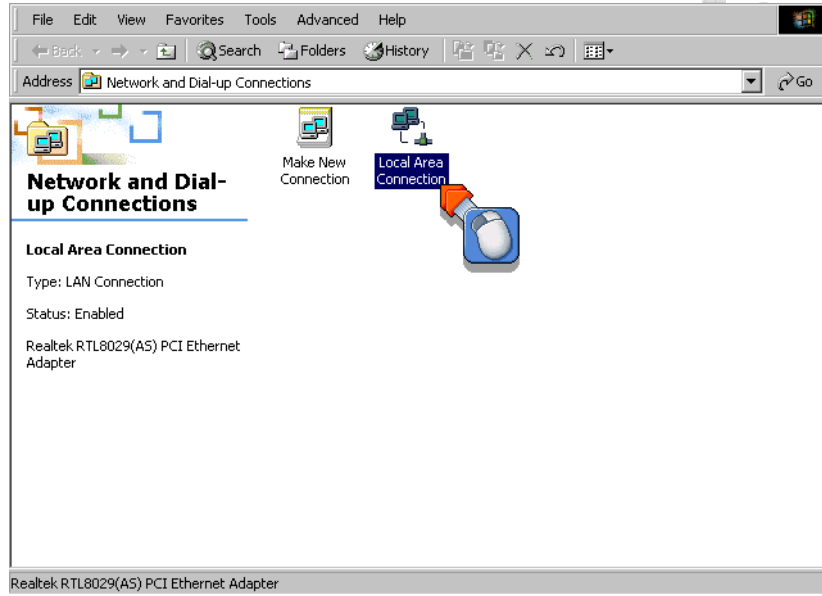 File Edit View Favorites Tools Advanced Help
Back Search Folders History
Address Network and Dial-up Connections Go
Make New
Connection
Local Area
Connection
Network and Dial-
up Connections
Local Area Connection
Type: LAN Connection
Status: Enabled
Realtek RTL8029(AS) PCI Ethernet
Adapter
Realtek RTL8029(AS) PCI Ethernet Adapter